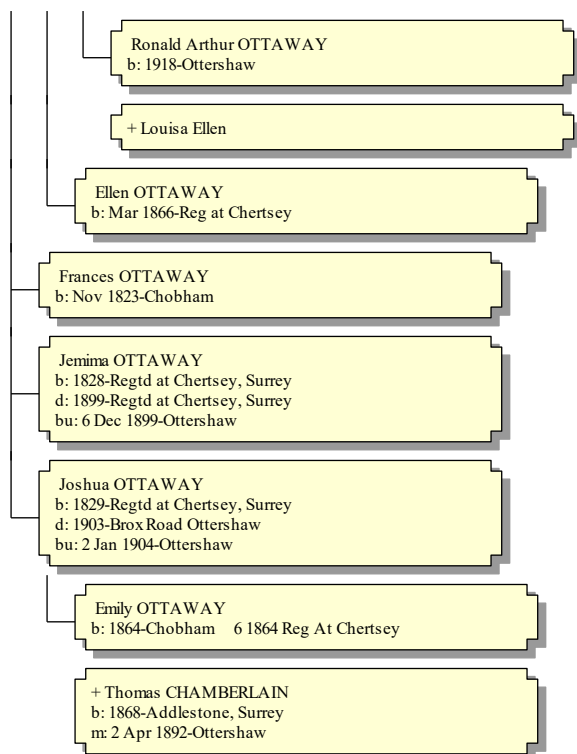 Ronald Arthur OTTAWAY
b: 1918-Ottershaw
+ Louisa Ellen
Ellen OTTAWAY
b: Mar 1866-Reg at Chertsey
Frances OTTAWAY
b: Nov 1823-Chobham
Jemima OTTAWAY
b: 1828-Regtd at Chertsey, Surrey
d: 1899-Regtd at Chertsey, Surrey
bu: 6 Dec 1899-Ottershaw
Joshua OTTAWAY
b: 1829-Regtd at Chertsey, Surrey
d: 1903-Brox Road Ottershaw
bu: 2 Jan 1904-Ottershaw
Emily OTTAWAY
b: 1864-Chobham 6 1864 Reg At Chertsey
+ Thomas CHAMBERLAIN
b: 1868-Addlestone, Surrey
m: 2 Apr 1892-Ottershaw